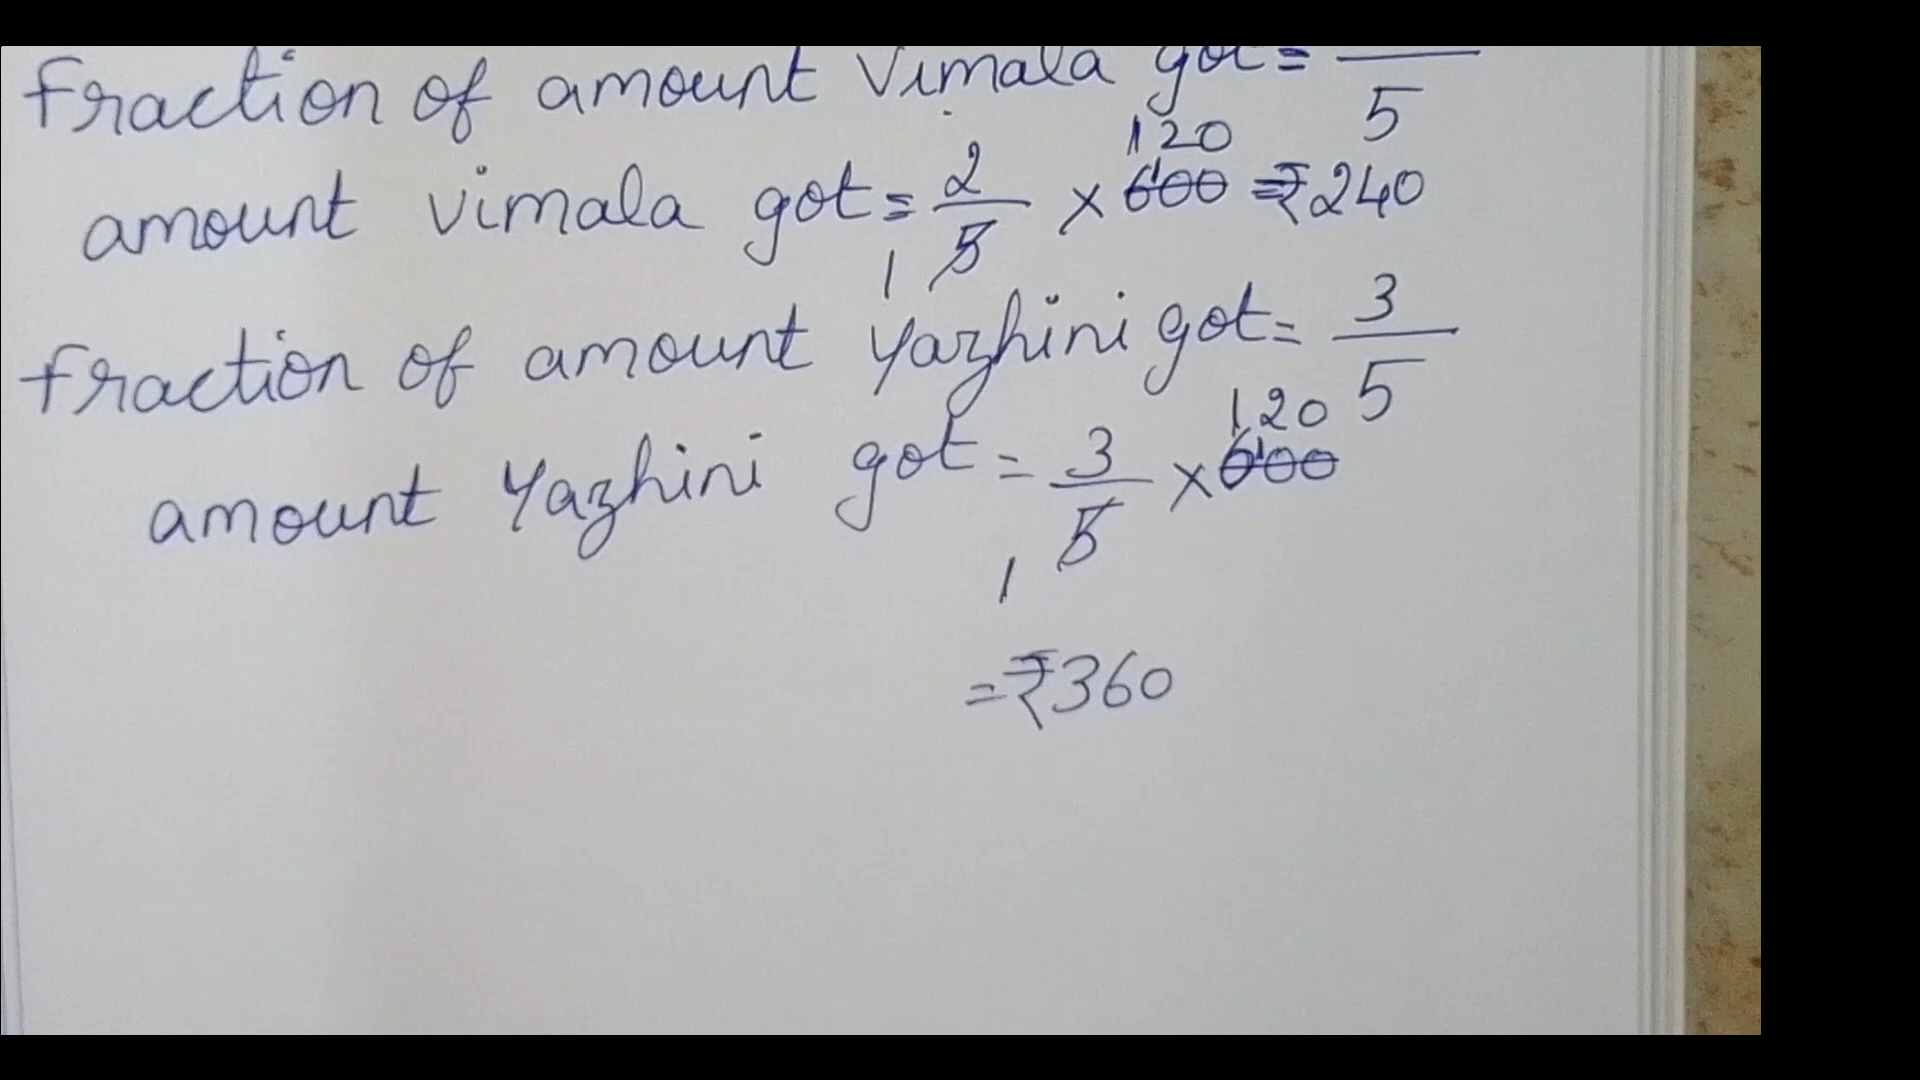 Fraction of amount Vimala got = /5
amount vimala got = 2/5 × 600 = ₹240
120
1
Fraction of amount Yazhini got = 3/5
amount Yazhini got = 3/5 × 600
120
1
= ₹360